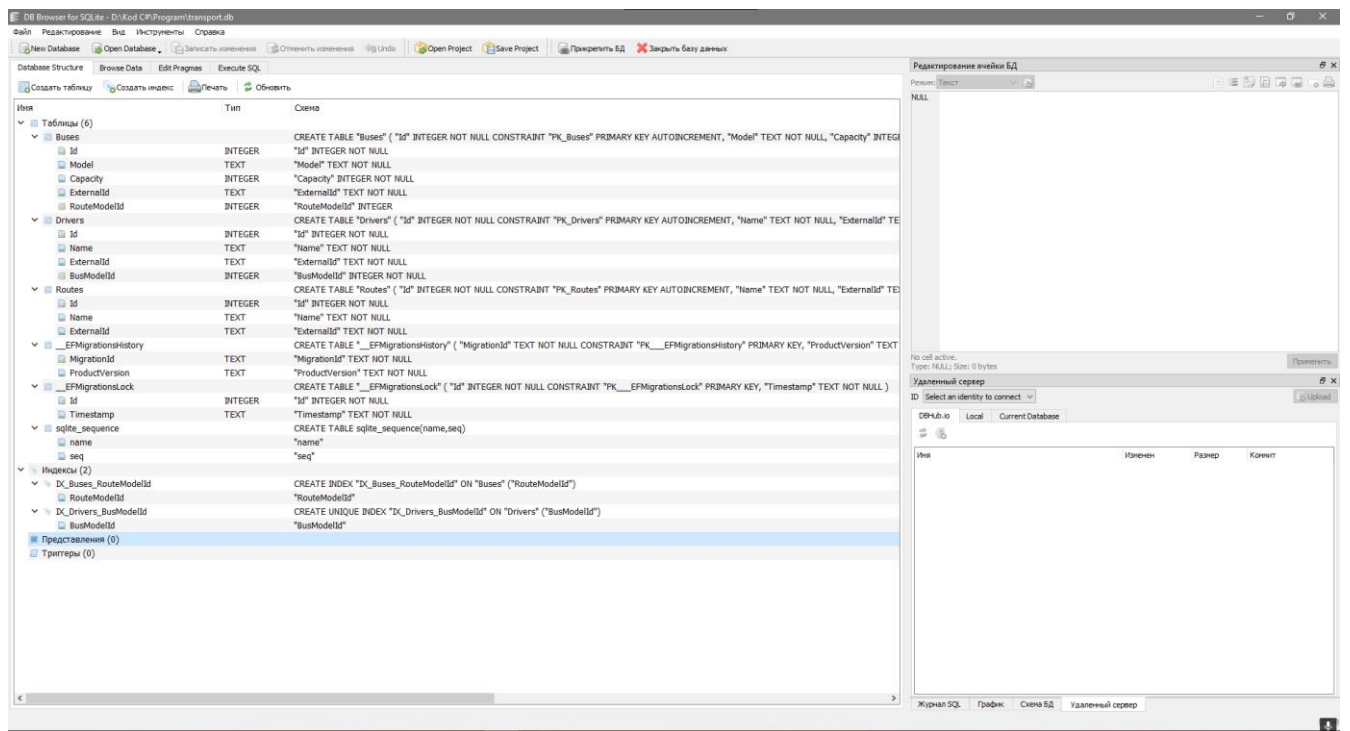 DB Browser for SQLite - D:\Kod C#\Program\transport.db
Файл Редактирование Вид Инструменты Справка
New Database Open Database Записать изменения Отменить изменения Undo Open Project Save Project Прикрепить БД Закрыть базу данных
Database Structure Browse Data Edit Pragmas Execute SQL
Создать таблицу Создать индекс Печать Обновить
Имя Тип Схема
Таблицы (6)
Buses CREATE TABLE "Buses" ( "Id" INTEGER NOT NULL CONSTRAINT "PK_Buses" PRIMARY KEY AUTOINCREMENT, "Model" TEXT NOT NULL, "Capacity" INTEG
Id INTEGER "Id" INTEGER NOT NULL
Model TEXT "Model" TEXT NOT NULL
Capacity INTEGER "Capacity" INTEGER NOT NULL
ExternalId TEXT "ExternalId" TEXT NOT NULL
RouteModelId INTEGER "RouteModelId" INTEGER
Drivers CREATE TABLE "Drivers" ( "Id" INTEGER NOT NULL CONSTRAINT "PK_Drivers" PRIMARY KEY AUTOINCREMENT, "Name" TEXT NOT NULL, "ExternalId" TE
Id INTEGER "Id" INTEGER NOT NULL
Name TEXT "Name" TEXT NOT NULL
ExternalId TEXT "ExternalId" TEXT NOT NULL
BusModelId INTEGER "BusModelId" INTEGER NOT NULL
Routes CREATE TABLE "Routes" ( "Id" INTEGER NOT NULL CONSTRAINT "PK_Routes" PRIMARY KEY AUTOINCREMENT, "Name" TEXT NOT NULL, "ExternalId" TE
Id INTEGER "Id" INTEGER NOT NULL
Name TEXT "Name" TEXT NOT NULL
ExternalId TEXT "ExternalId" TEXT NOT NULL
__EFMigrationsHistory CREATE TABLE "__EFMigrationsHistory" ( "MigrationId" TEXT NOT NULL CONSTRAINT "PK___EFMigrationsHistory" PRIMARY KEY, "ProductVersion" TEXT
MigrationId TEXT "MigrationId" TEXT NOT NULL
ProductVersion TEXT "ProductVersion" TEXT NOT NULL
__EFMigrationsLock CREATE TABLE "__EFMigrationsLock" ( "Id" INTEGER NOT NULL CONSTRAINT "PK___EFMigrationsLock" PRIMARY KEY, "Timestamp" TEXT NOT NULL )
Id INTEGER "Id" INTEGER NOT NULL
Timestamp TEXT "Timestamp" TEXT NOT NULL
sqlite_sequence CREATE TABLE sqlite_sequence(name,seq)
name "name"
seq "seq"
Индексы (2)
IX_Buses_RouteModelId CREATE INDEX "IX_Buses_RouteModelId" ON "Buses" ("RouteModelId")
RouteModelId "RouteModelId"
IX_Drivers_BusModelId CREATE UNIQUE INDEX "IX_Drivers_BusModelId" ON "Drivers" ("BusModelId")
BusModelId "BusModelId"
Представления (0)
Триггеры (0)
Редактирование ячейки БД
Режим: Текст
NULL
No cell active.
Type: NULL; Size: 0 bytes
Применить
Удаленный сервер
ID Select an identity to connect Upload
DBHub.io Local Current Database
Имя Изменен Размер Коммит
Журнал SQL График Схема БД Удаленный сервер